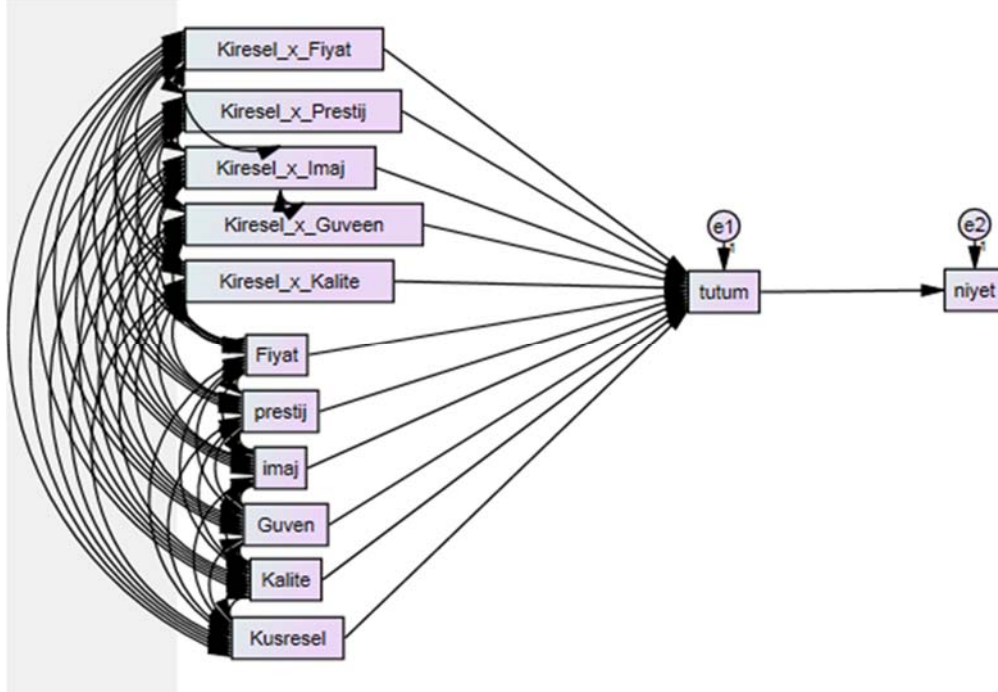 Kiresel_x_Fiyat
Kiresel_x_Prestij
Kiresel_x_Imaj
Kiresel_x_Guveen
Kiresel_x_Kalite
Fiyat
prestij
imaj
Guven
Kalite
Kusresel
e1
1
tutum
e2
1
niyet